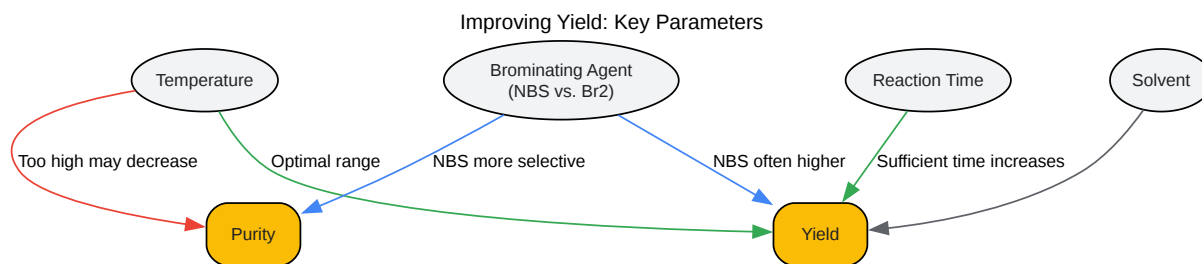 Improving Yield: Key Parameters
Temperature
Brominating Agent
(NBS vs. Br2)
Reaction Time
Solvent
Too high may decrease
Optimal range
NBS more selective
NBS often higher
Sufficient time increases
Purity
Yield